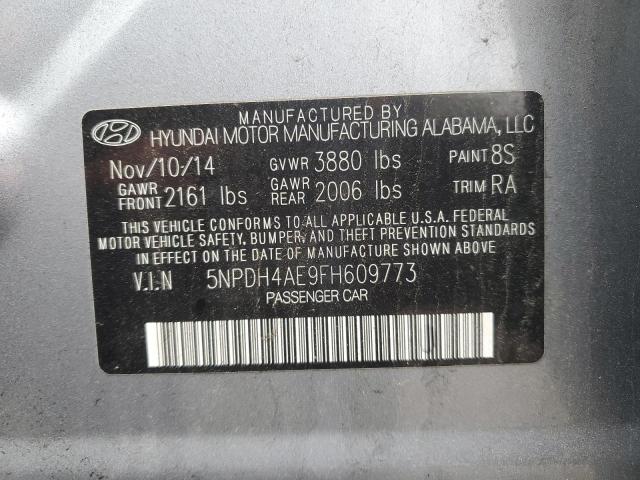 MANUFACTURED BY
HYUNDAI MOTOR MANUFACTURING ALABAMA, LLC
Nov/10/14 GVWR 3880 lbs PAINT 8S
GAWR FRONT 2161 lbs GAWR REAR 2006 lbs TRIM RA
THIS VEHICLE CONFORMS TO ALL APPLICABLE U.S.A. FEDERAL
MOTOR VEHICLE SAFETY, BUMPER, AND THEFT PREVENTION STANDARDS
IN EFFECT ON THE DATE OF MANUFACTURE SHOWN ABOVE.
V.I.N 5NPDH4AE9FH609773
PASSENGER CAR